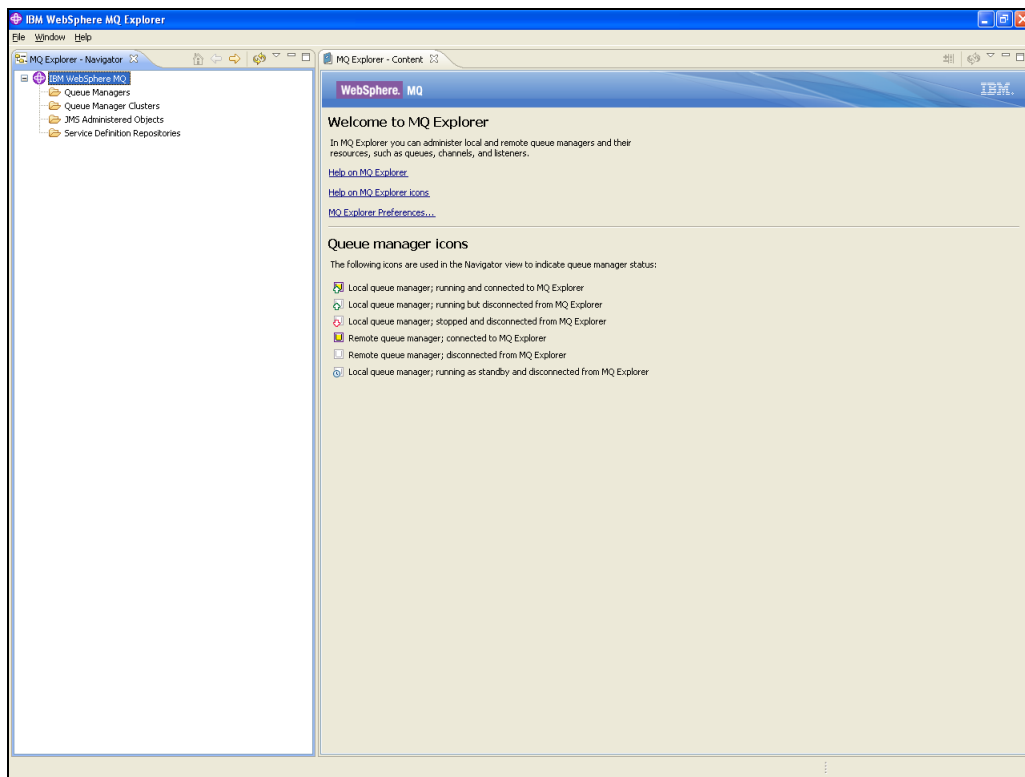 IBM WebSphere MQ Explorer
File Window Help
MQ Explorer - Navigator
IBM WebSphere MQ
Queue Managers
Queue Manager Clusters
JMS Administered Objects
Service Definition Repositories
MQ Explorer - Content
WebSphere. MQ
IBM.
Welcome to MQ Explorer
In MQ Explorer you can administer local and remote queue managers and their
resources, such as queues, channels, and listeners.
Help on MQ Explorer
Help on MQ Explorer icons
MQ Explorer Preferences...
Queue manager icons
The following icons are used in the Navigator view to indicate queue manager status:
Local queue manager; running and connected to MQ Explorer
Local queue manager; running but disconnected from MQ Explorer
Local queue manager; stopped and disconnected from MQ Explorer
Remote queue manager; connected to MQ Explorer
Remote queue manager; disconnected from MQ Explorer
Local queue manager; running as standby and disconnected from MQ Explorer